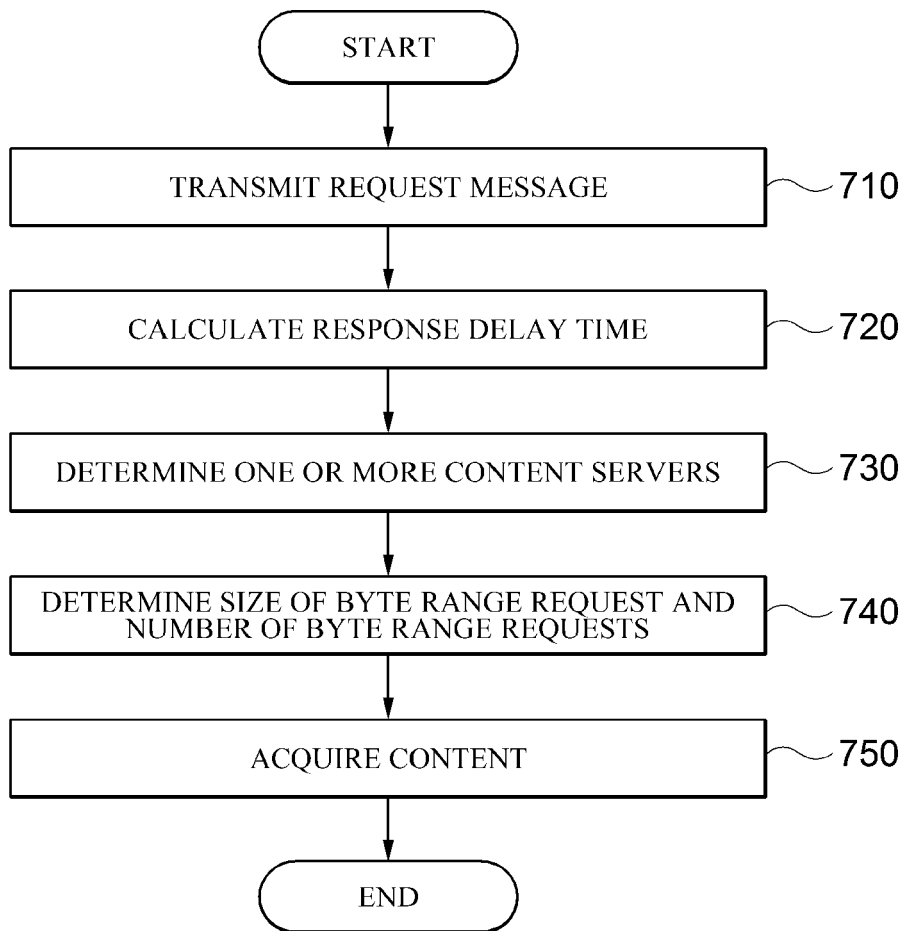 START
TRANSMIT REQUEST MESSAGE
710
CALCULATE RESPONSE DELAY TIME
720
DETERMINE ONE OR MORE CONTENT SERVERS
730
DETERMINE SIZE OF BYTE RANGE REQUEST AND
NUMBER OF BYTE RANGE REQUESTS
740
ACQUIRE CONTENT
750
END